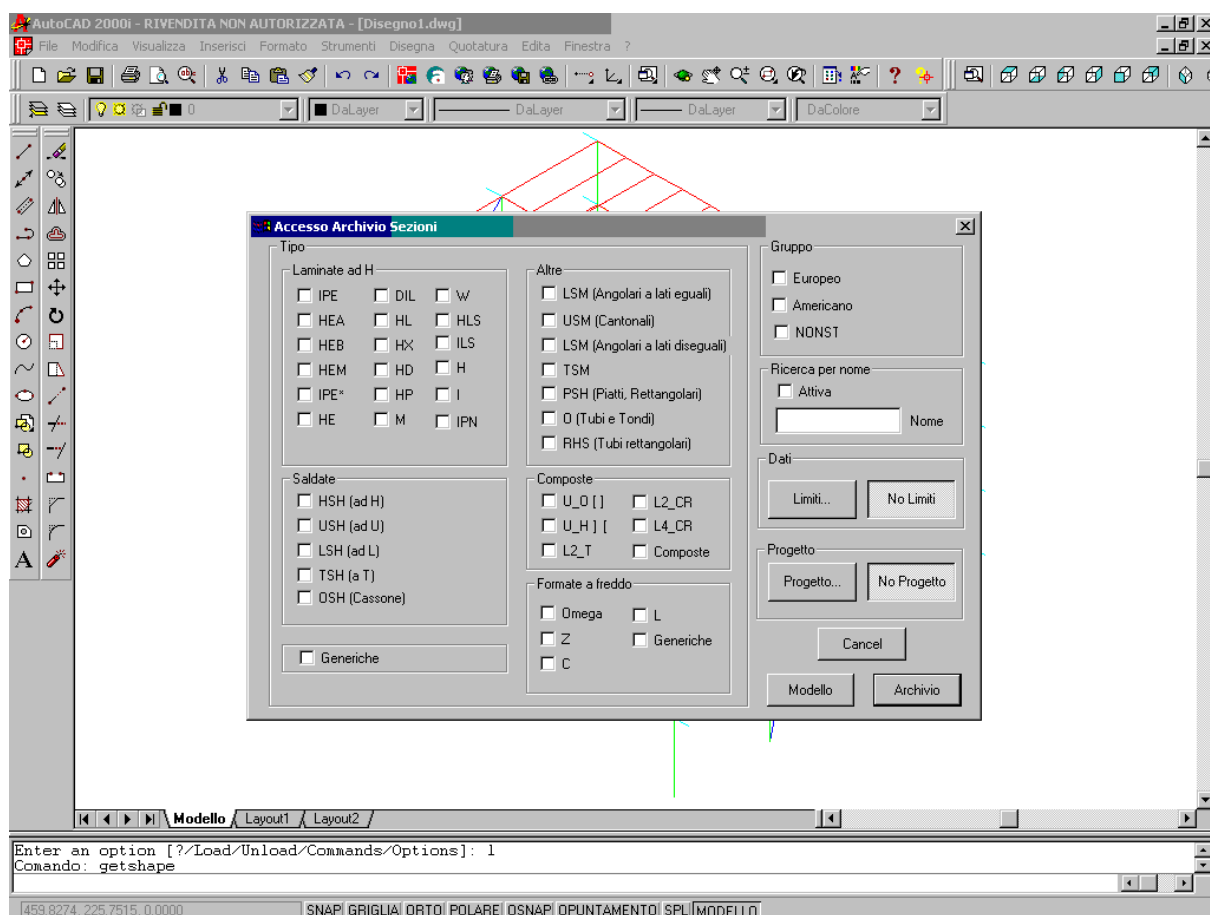 AutoCAD 2000i - RIVENDITA NON AUTORIZZATA - [Disegno1.dwg]
File Modifica Visualizza Inserisci Formato Strumenti Disegna Quotatura Edita Finestra ?
0 DaLayer DaLayer DaLayer DaColore
Accesso Archivio Sezioni
Tipo
Laminate ad H
IPE DIL W
HEA HL HLS
HEB HX ILS
HEM HD H
IPE* HP I
HE M IPN
Saldate
HSH (ad H)
USH (ad U)
LSH (ad L)
TSH (a T)
OSH (Cassone)
Generiche
Altre
LSM (Angolari a lati eguali)
USM (Cantonali)
LSM (Angolari a lati diseguali)
TSM
PSH (Piatti, Rettangolari)
O (Tubi e Tondi)
RHS (Tubi rettangolari)
Composte
U_O [ ] L2_CR
U_H ] [ L4_CR
L2_T Composte
Formate a freddo
Omega L
Z Generiche
C
Gruppo
Europeo
Americano
NONST
Ricerca per nome
Attiva
Nome
Dati
Limiti... No Limiti
Progetto
Progetto... No Progetto
Cancel
Modello Archivio
Modello Layout1 Layout2
Enter an option [?/Load/Unload/Commands/Options]: l
Comando: getshape
459.8274, 225.7515, 0.0000 SNAP GRIGLIA ORTO POLARE OSNAP OPUNTAMENTO SPL MODELLO